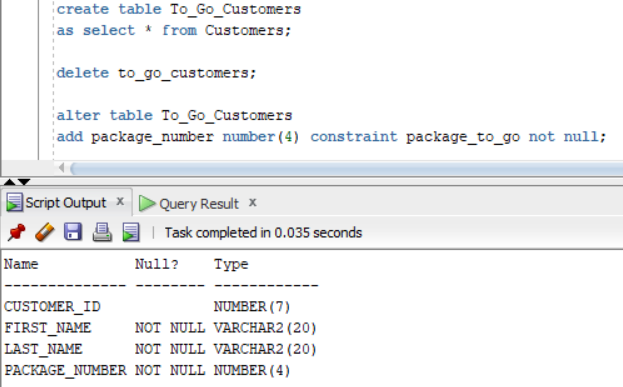 create table To_Go_Customers
as select * from Customers;
delete to_go_customers;
alter table To_Go_Customers
add package_number number(4) constraint package_to_go not null;
Script Output x Query Result x
Task completed in 0.035 seconds
Name Null? Type
-------------- -------- ------------
CUSTOMER_ID NUMBER(7)
FIRST_NAME NOT NULL VARCHAR2(20)
LAST_NAME NOT NULL VARCHAR2(20)
PACKAGE_NUMBER NOT NULL NUMBER(4)